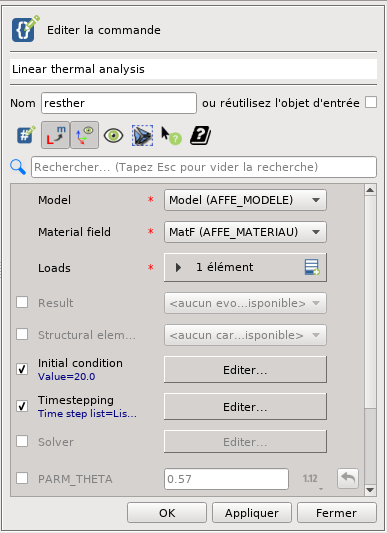 Editer la commande
Linear thermal analysis
Nom resther ou réutilisez l'objet d'entrée
Rechercher... (Tapez Esc pour vider la recherche)
Model * Model (AFFE_MODELE)
Material field * MatF (AFFE_MATERIAU)
Loads * 1 élément
Result <aucun evo...isponible>
Structural elem... <aucun car...isponible>
Initial condition Editer...
Value=20.0
Timestepping Editer...
Time step list=Lis...
Solver Editer...
PARM_THETA 0.57 1.12
OK Appliquer Fermer